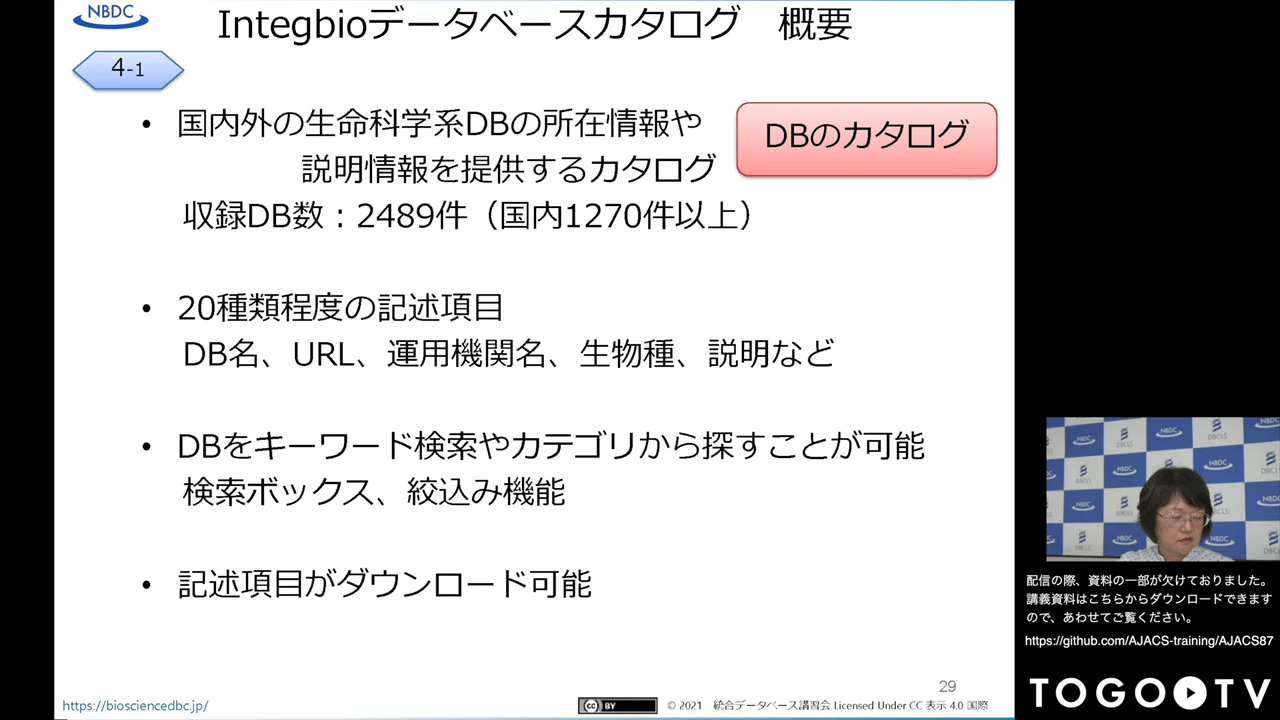 NBDC
Integbioデータベースカタログ 概要
4-1
• 国内外の生命科学系DBの所在情報や
説明情報を提供するカタログ
DBのカタログ
収録DB数：2489件（国内1270件以上）
• 20種類程度の記述項目
DB名、URL、運用機関名、生物種、説明など
• DBをキーワード検索やカテゴリから探すことが可能
検索ボックス、絞込み機能
• 記述項目がダウンロード可能
29
https://biosciencedbc.jp/
CC BY
© 2021 統合データベース講習会 Licensed Under CC 表示 4.0 国際
NBDC
DBCLS
配信の際、資料の一部が欠けておりました。
講義資料はこちらからダウンロードできます
ので、あわせてご覧ください。
https://github.com/AJACS-training/AJACS87
TOGO TV